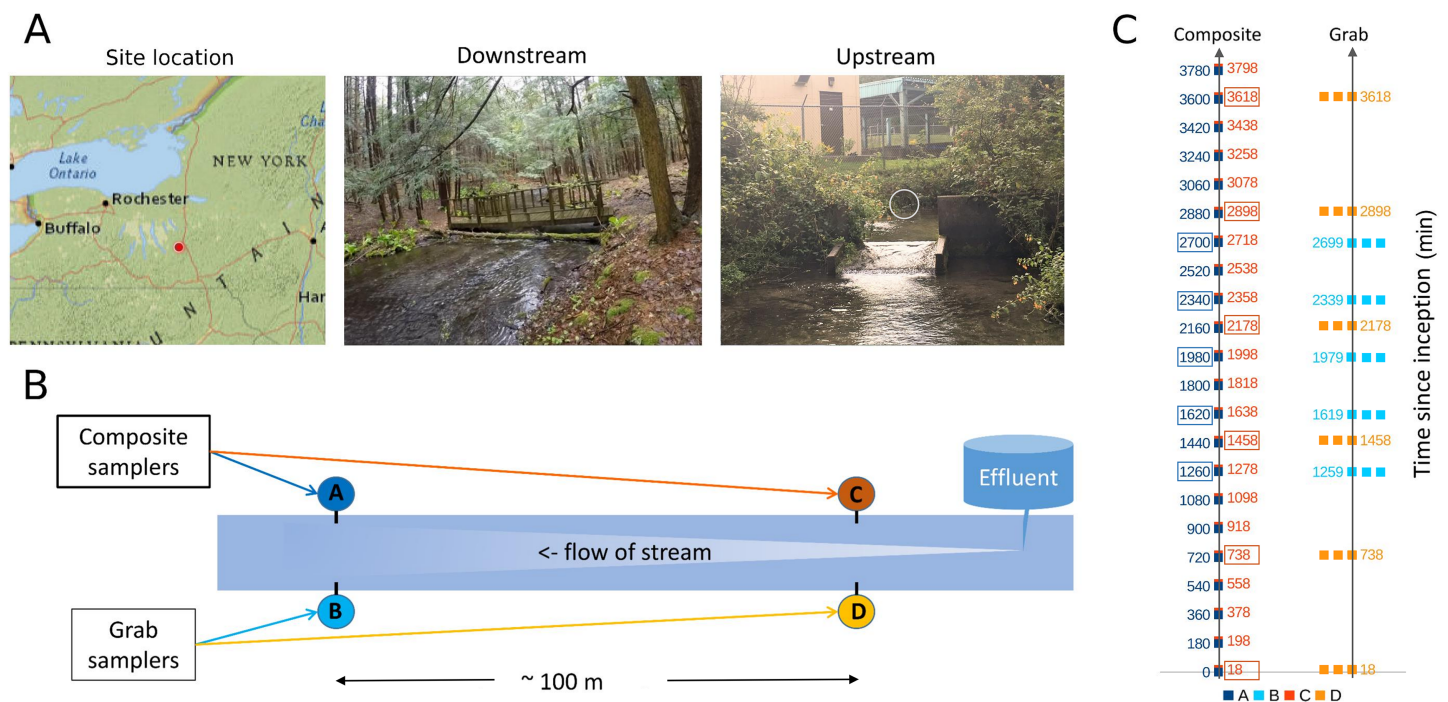 A
Site location
Downstream
Upstream
Lake
Ontario
NEW YORK
Rochester
Buffalo
Cha
A
Har
PENNSYLVANIA
U N T A I N
B
Composite
samplers
A
C
Effluent
<- flow of stream
B
D
Grab
samplers
~ 100 m
C
Composite
Grab
3780 3798
3600 3618 3618
3420 3438
3240 3258
3060 3078
2880 2898 2898
2700 2718 2699
2520 2538
2340 2358 2339
2160 2178 2178
1980 1998 1979
1800 1818
1620 1638 1619
1440 1458 1458
1260 1278 1259
1080 1098
900 918
720 738 738
540 558
360 378
180 198
0 18 18
A B C D
Time since inception (min)